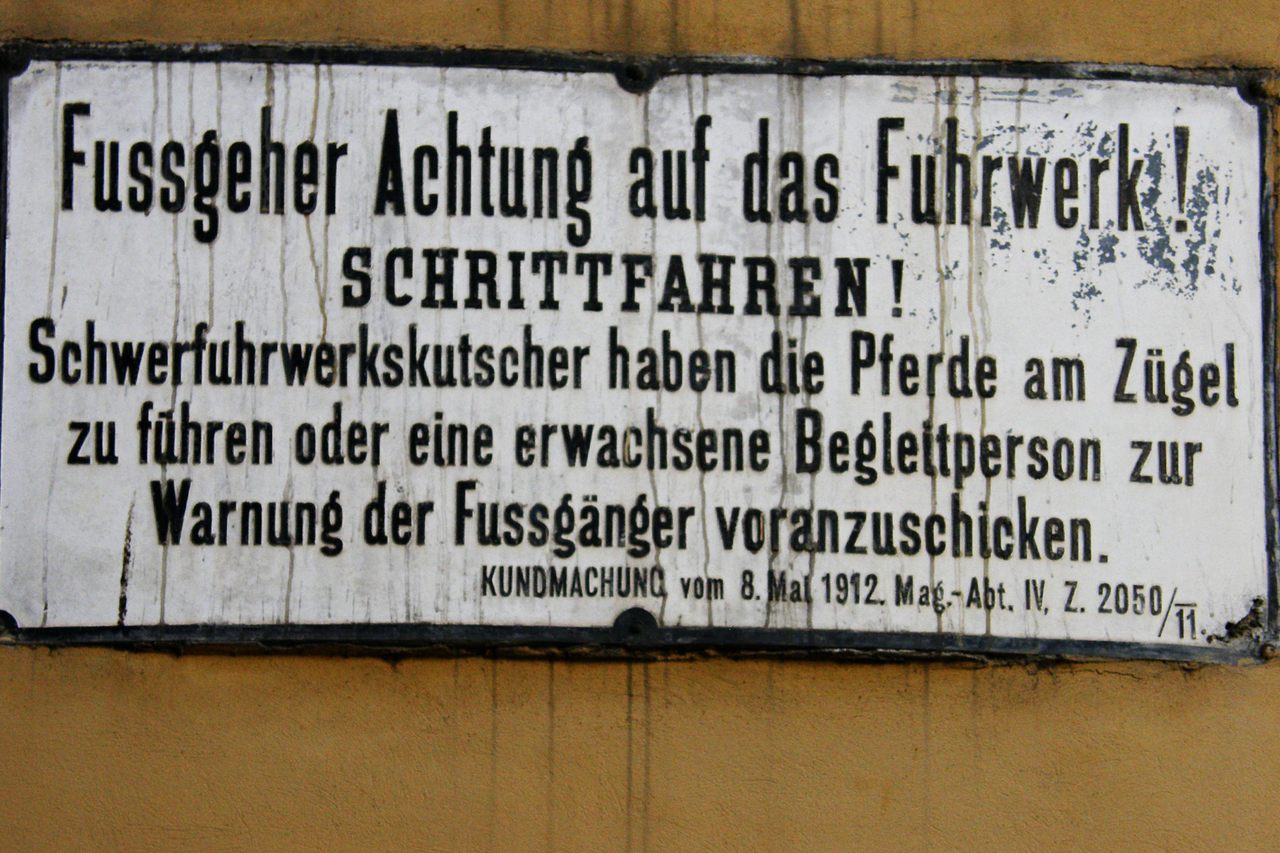 Fussgeher Achtung auf das Fuhrwerk!
SCHRITTFAHREN!
Schwerfuhrwerkskutscher haben die Pferde am Zügel
zu führen oder eine erwachsene Begleitperson zur
Warnung der Fussgänger voranzuschicken.
KUNDMACHUNG vom 8. Mai 1912. Mag.-Abt. IV, Z. 2050/11.